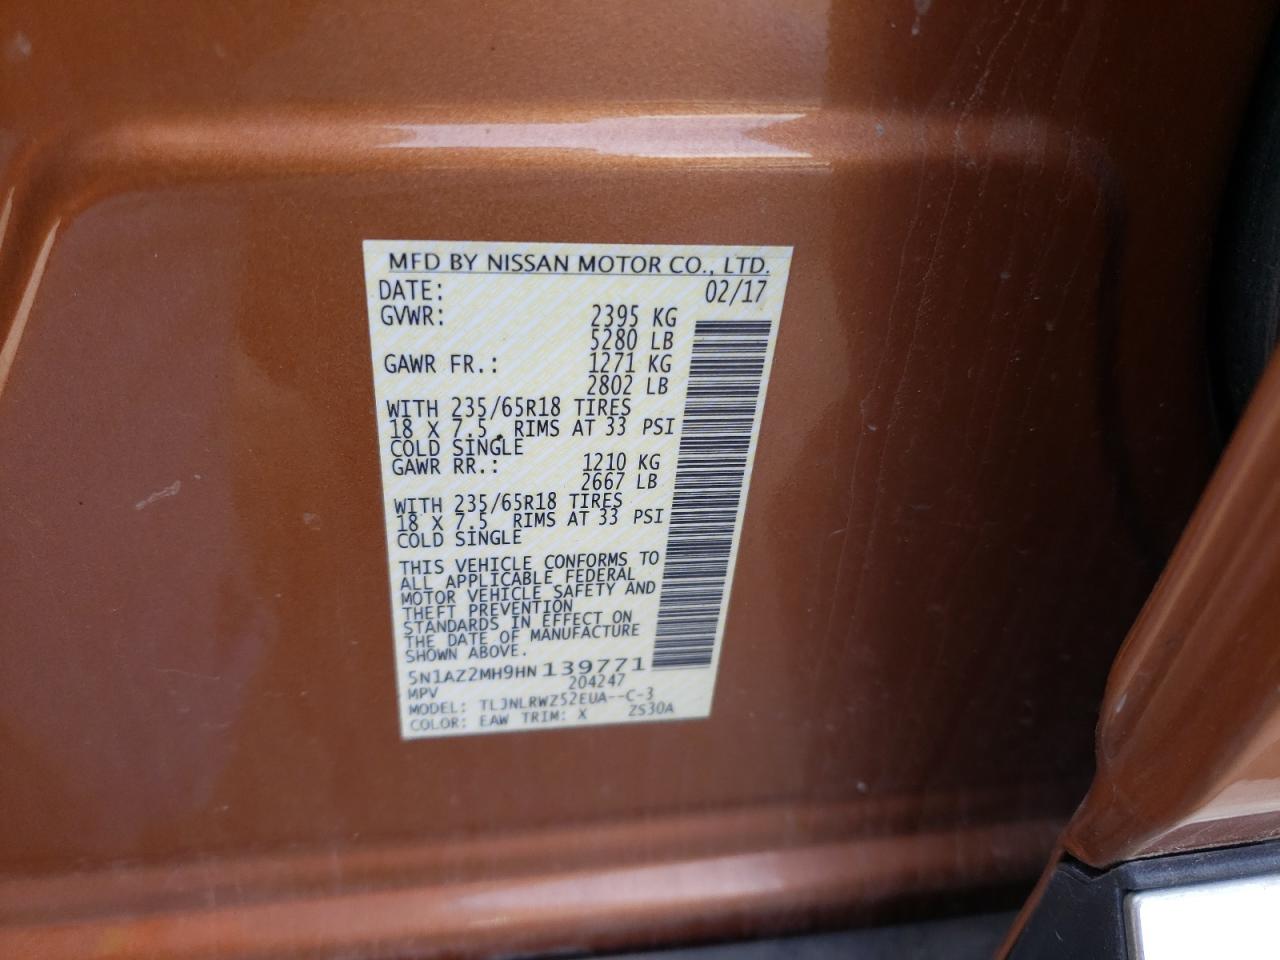 MFD BY NISSAN MOTOR CO., LTD.
DATE: 02/17
GVWR: 2395 KG
5280 LB
GAWR FR.: 1271 KG
2802 LB
WITH 235/65R18 TIRES
18 X 7.5 RIMS AT 33 PSI
COLD SINGLE
GAWR RR.: 1210 KG
2667 LB
WITH 235/65R18 TIRES
18 X 7.5 RIMS AT 33 PSI
COLD SINGLE
THIS VEHICLE CONFORMS TO
ALL APPLICABLE FEDERAL
MOTOR VEHICLE SAFETY AND
THEFT PREVENTION
STANDARDS IN EFFECT ON
THE DATE OF MANUFACTURE
SHOWN ABOVE.
5N1AZ2MH9HN139771
MPV 204247
MODEL: TLJNLRWZ52EUA--C-3
COLOR: EAW TRIM: X ZS30A